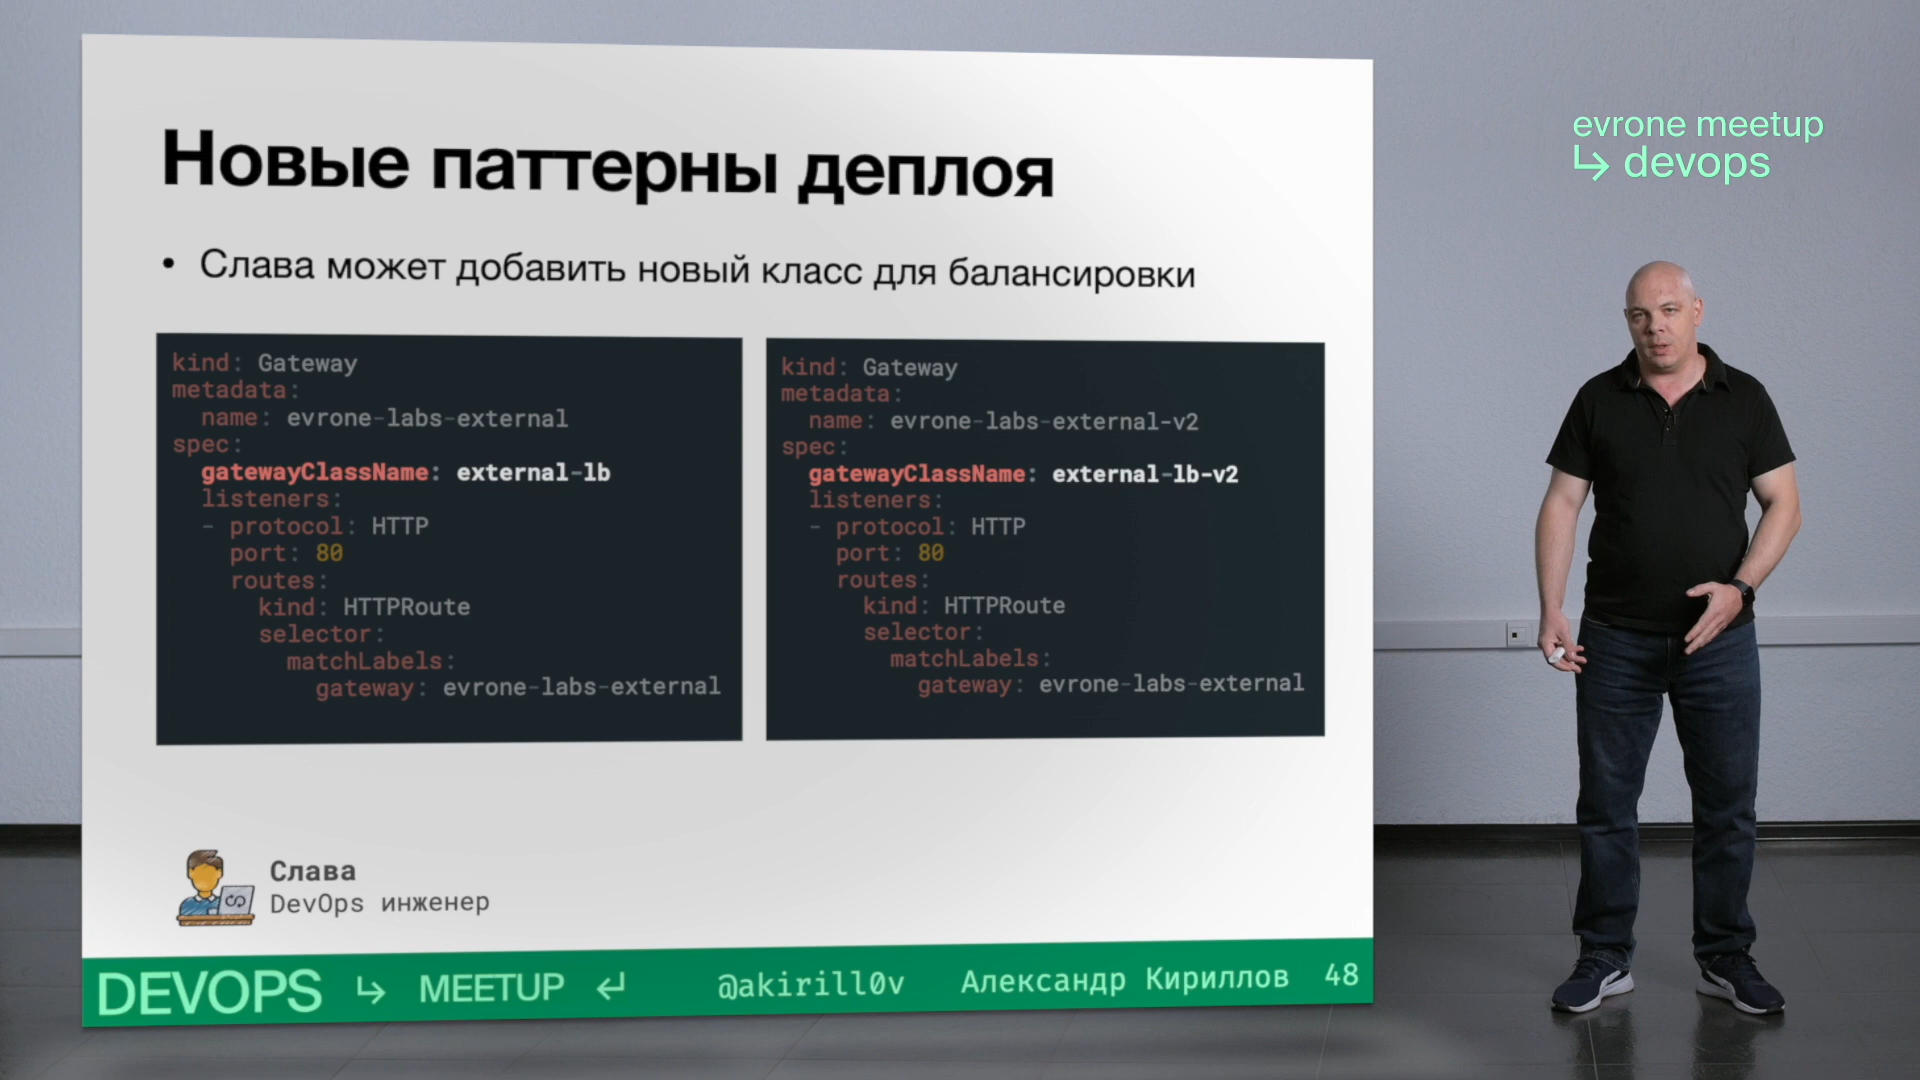 Новые паттерны деплоя
• Слава может добавить новый класс для балансировки
kind: Gateway
metadata:
  name: evrone-labs-external
spec:
  gatewayClassName: external-lb
  listeners:
  - protocol: HTTP
    port: 80
    routes:
      kind: HTTPRoute
      selector:
        matchLabels:
          gateway: evrone-labs-external
kind: Gateway
metadata:
  name: evrone-labs-external-v2
spec:
  gatewayClassName: external-lb-v2
  listeners:
  - protocol: HTTP
    port: 80
    routes:
      kind: HTTPRoute
      selector:
        matchLabels:
          gateway: evrone-labs-external
Слава
DevOps инженер
DEVOPS ↳ MEETUP ↲ @akirill0v Александр Кириллов 48
evrone meetup
↳ devops